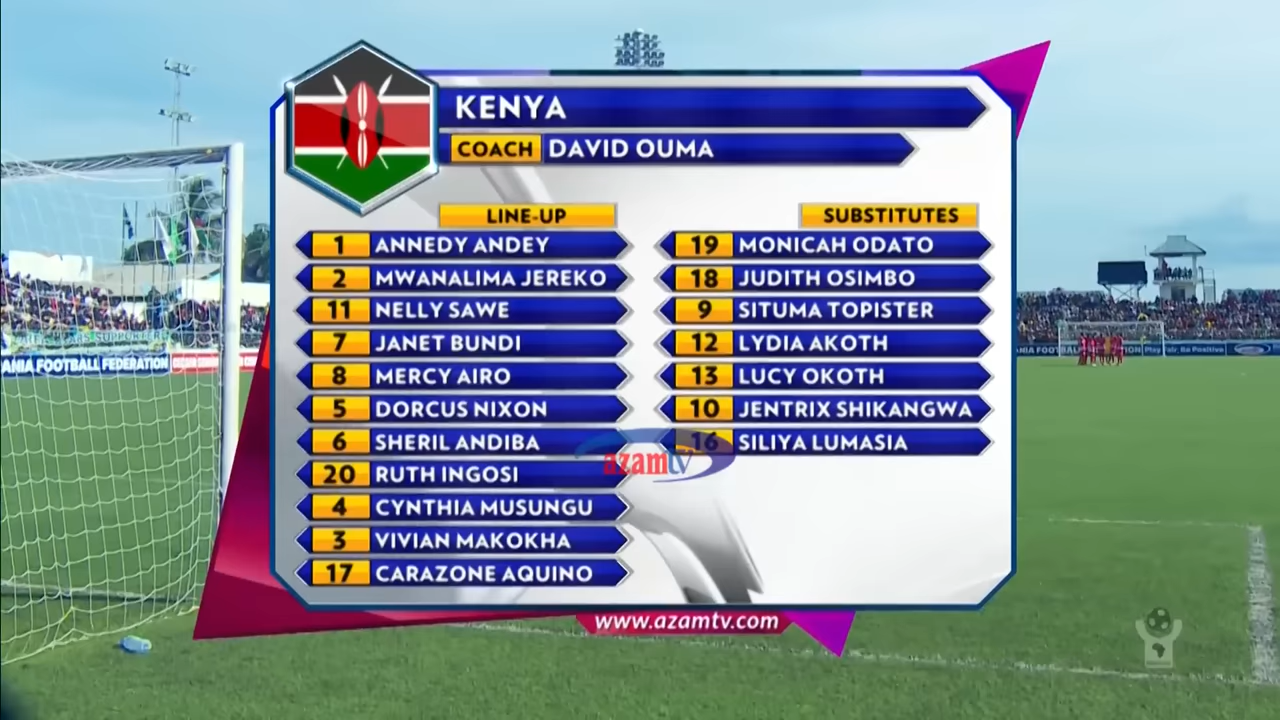 KENYA
COACH DAVID OUMA
LINE-UP
1 ANNEDY ANDEY
2 MWANALIMA JEREKO
11 NELLY SAWE
7 JANET BUNDI
8 MERCY AIRO
5 DORCUS NIXON
6 SHERIL ANDIBA
20 RUTH INGOSI
4 CYNTHIA MUSUNGU
3 VIVIAN MAKOKHA
17 CARAZONE AQUINO
SUBSTITUTES
19 MONICAH ODATO
18 JUDITH OSIMBO
9 SITUMA TOPISTER
12 LYDIA AKOTH
13 LUCY OKOTH
10 JENTRIX SHIKANGWA
16 SILIYA LUMASIA
azamtv
www.azamtv.com
ANIA FOOTBALL FEDERATION